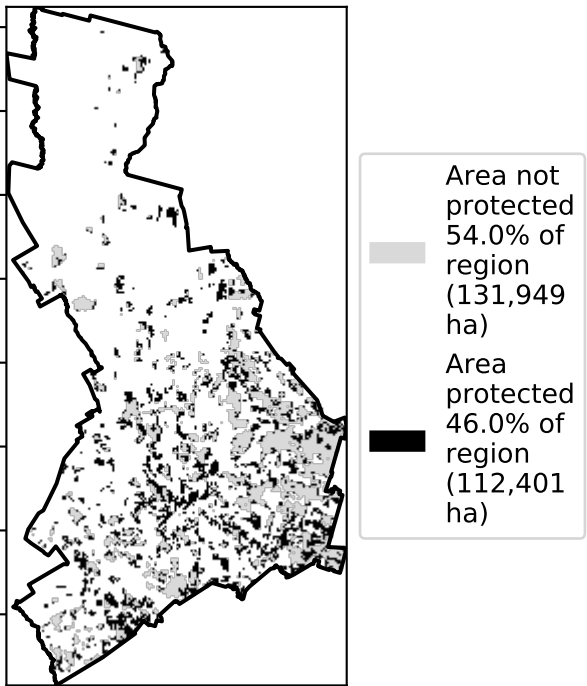 Area not
protected
54.0% of
region
(131,949
ha)
Area
protected
46.0% of
region
(112,401
ha)